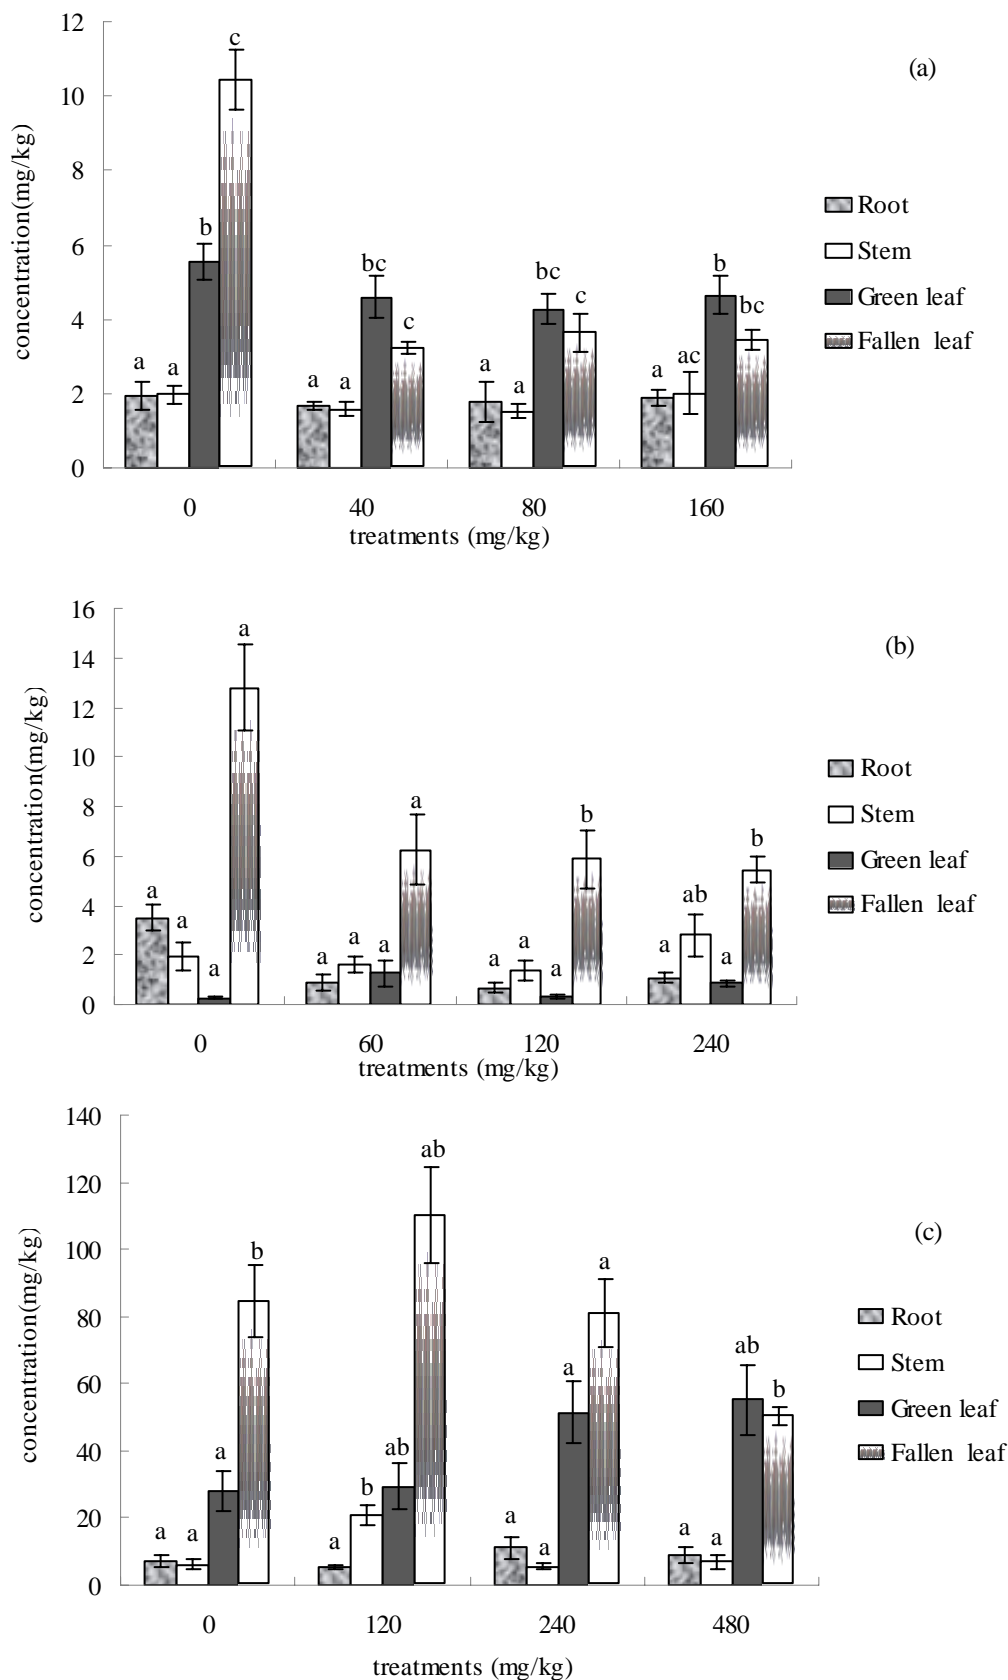 12
10
8
6
4
2
0
concentration(mg/kg)
a a b c
a a bc c
a a bc c
a ac b bc
0 40 80 160
treatments (mg/kg)
(a)
Root
Stem
Green leaf
Fallen leaf
16
14
12
10
8
6
4
2
0
concentration(mg/kg)
a a a a
a a a a
a a a b
a ab a b
0 60 120 240
treatments (mg/kg)
(b)
Root
Stem
Green leaf
Fallen leaf
140
120
100
80
60
40
20
0
concentration(mg/kg)
a a a b
a b ab ab
a a a a
a a ab b
0 120 240 480
treatments (mg/kg)
(c)
Root
Stem
Green leaf
Fallen leaf